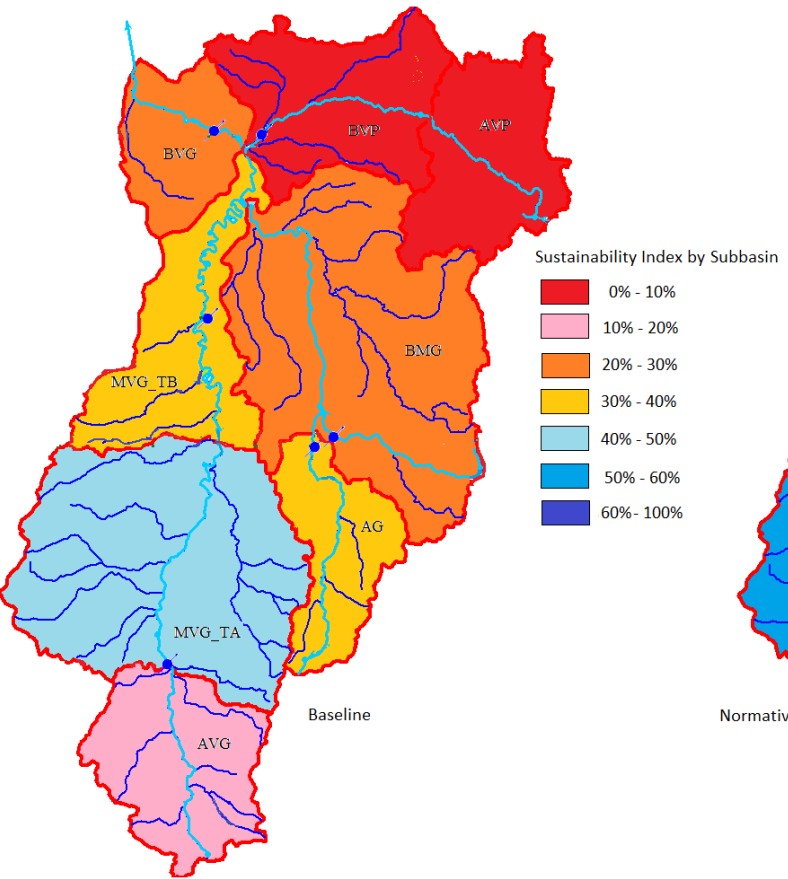 BVP
AVP
BVG
Sustainability Index by Subbasin
0% - 10%
10% - 20%
20% - 30%
30% - 40%
40% - 50%
50% - 60%
60%- 100%
BMG
MVG_TB
AG
MVG_TA
Baseline
Normativ
AVG